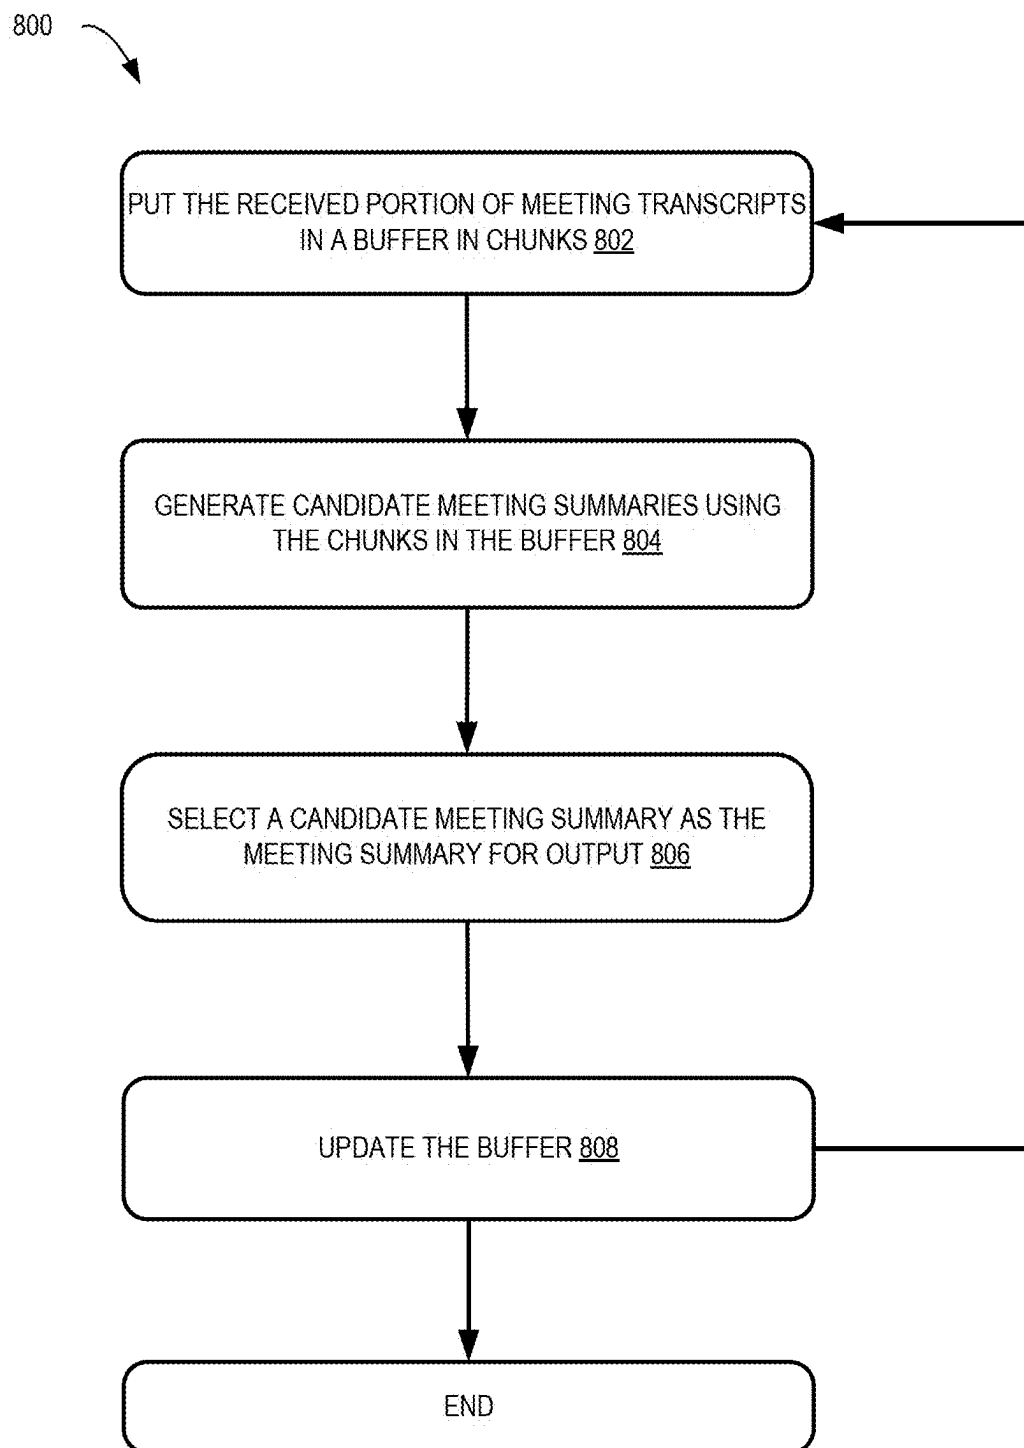 800
PUT THE RECEIVED PORTION OF MEETING TRANSCRIPTS
IN A BUFFER IN CHUNKS 802
GENERATE CANDIDATE MEETING SUMMARIES USING
THE CHUNKS IN THE BUFFER 804
SELECT A CANDIDATE MEETING SUMMARY AS THE
MEETING SUMMARY FOR OUTPUT 806
UPDATE THE BUFFER 808
END